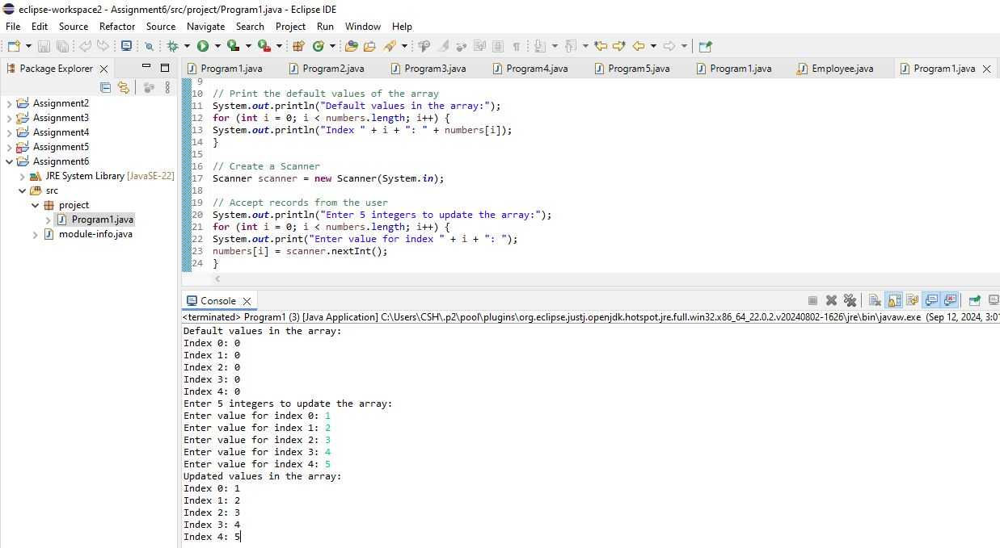 eclipse-workspace2 - Assignment6/src/project/Program1.java - Eclipse IDE
File Edit Source Refactor Source Navigate Search Project Run Window Help
Package Explorer
Assignment2
Assignment3
Assignment4
Assignment5
Assignment6
JRE System Library [JavaSE-22]
src
project
Program1.java
module-info.java
Program1.java Program2.java Program3.java Program4.java Program5.java Program1.java Employee.java Program1.java
9
10 // Print the default values of the array
11 System.out.println("Default values in the array:");
12 for (int i = 0; i < numbers.length; i++) {
13 System.out.println("Index " + i + ": " + numbers[i]);
14 }
15
16 // Create a Scanner
17 Scanner scanner = new Scanner(System.in);
18
19 // Accept records from the user
20 System.out.println("Enter 5 integers to update the array:");
21 for (int i = 0; i < numbers.length; i++) {
22 System.out.print("Enter value for index " + i + ": ");
23 numbers[i] = scanner.nextInt();
24 }
Console
<terminated> Program1 (3) [Java Application] C:\Users\CSH\.p2\pool\plugins\org.eclipse.justj.openjdk.hotspot.jre.full.win32.x86_64_22.0.2.v20240802-1626\jre\bin\javaw.exe (Sep 12, 2024, 3:01
Default values in the array:
Index 0: 0
Index 1: 0
Index 2: 0
Index 3: 0
Index 4: 0
Enter 5 integers to update the array:
Enter value for index 0: 1
Enter value for index 1: 2
Enter value for index 2: 3
Enter value for index 3: 4
Enter value for index 4: 5
Updated values in the array:
Index 0: 1
Index 1: 2
Index 2: 3
Index 3: 4
Index 4: 5